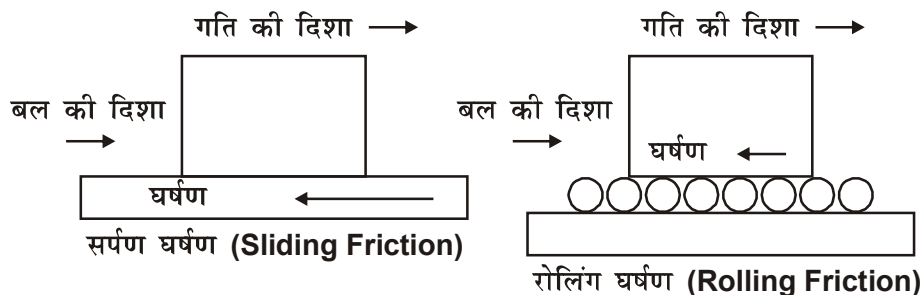 गति की दिशा
बल की दिशा
घर्षण
सर्पण घर्षण (Sliding Friction)
गति की दिशा
बल की दिशा
घर्षण
रोलिंग घर्षण (Rolling Friction)